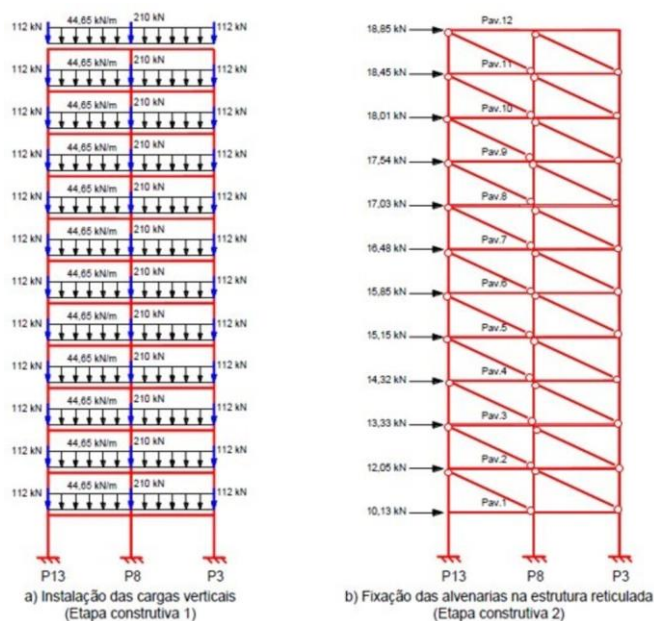 112 kN 44,65 kN/m 210 kN 112 kN
112 kN 44,65 kN/m 210 kN 112 kN
112 kN 44,65 kN/m 210 kN 112 kN
112 kN 44,65 kN/m 210 kN 112 kN
112 kN 44,65 kN/m 210 kN 112 kN
112 kN 44,65 kN/m 210 kN 112 kN
112 kN 44,65 kN/m 210 kN 112 kN
112 kN 44,65 kN/m 210 kN 112 kN
112 kN 44,65 kN/m 210 kN 112 kN
112 kN 44,65 kN/m 210 kN 112 kN
112 kN 44,65 kN/m 210 kN 112 kN
112 kN 44,65 kN/m 210 kN 112 kN
P13 P8 P3
a) Instalação das cargas verticais
(Etapa construtiva 1)
18,85 kN Pav.12
18,45 kN Pav.11
18,01 kN Pav.10
17,54 kN Pav.9
17,03 kN Pav.8
16,48 kN Pav.7
15,85 kN Pav.6
15,15 kN Pav.5
14,32 kN Pav.4
13,33 kN Pav.3
12,05 kN Pav.2
10,13 kN Pav.1
P13 P8 P3
b) Fixação das alvenarias na estrutura reticulada
(Etapa construtiva 2)